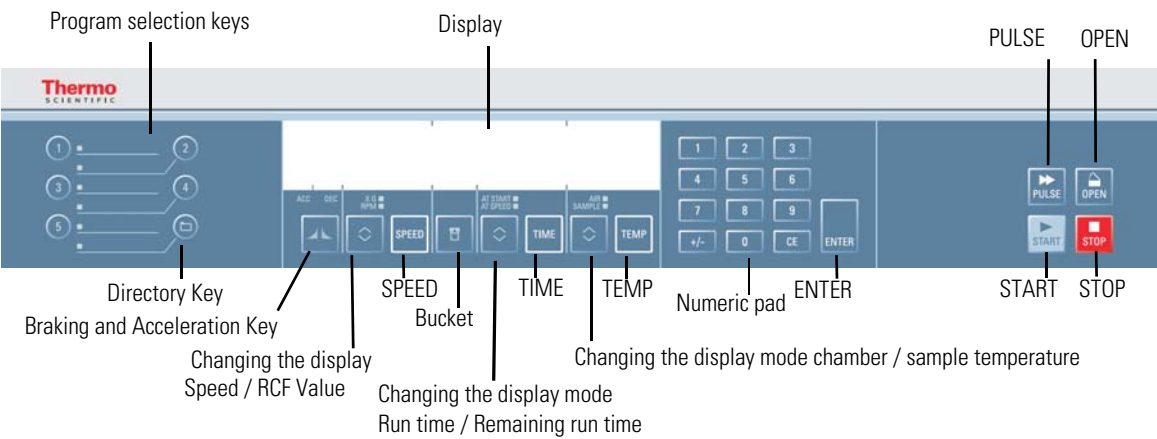 Program selection keys
Display
PULSE OPEN
Thermo
SCIENTIFIC
1 2
3 4
5
ACC DEC
X G
RPM
AT START
AT SPEED
AIR
SAMPLE
SPEED
TIME
TEMP
1 2 3
4 5 6
7 8 9
+/- 0 CE ENTER
PULSE OPEN
START STOP
Directory Key
SPEED TIME TEMP
Numeric pad ENTER
START STOP
Braking and Acceleration Key
Bucket
Changing the display
Speed / RCF Value
Changing the display mode chamber / sample temperature
Changing the display mode
Run time / Remaining run time